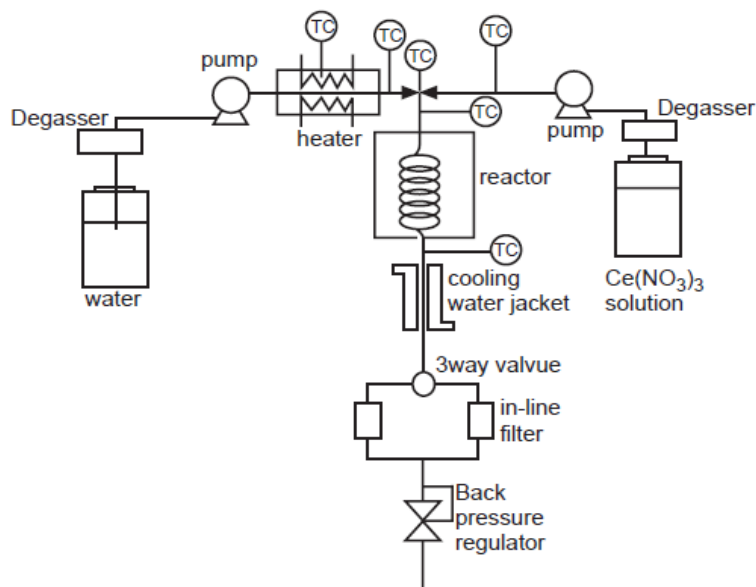 TC
TC
TC
TC
pump
Degasser
heater
TC
pump
Degasser
reactor
water
TC
cooling
water jacket
Ce(NO3)3
solution
3way valvue
in-line
filter
Back
pressure
regulator